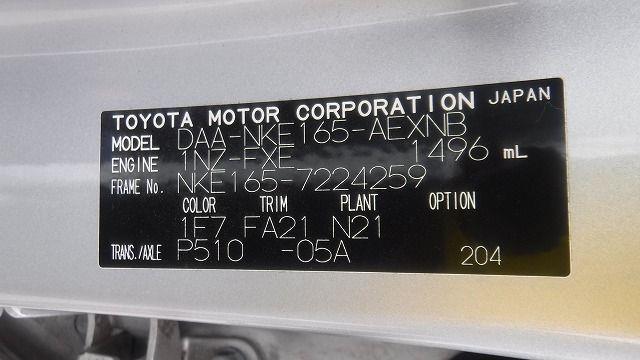 TOYOTA MOTOR CORPORATION JAPAN
MODEL DAA-NKE165-AEXNB
ENGINE 1NZ-FXE 1496 mL
FRAME No. NKE165-7224259
COLOR TRIM PLANT OPTION
1F7 FA21 N21
TRANS./AXLE P510 -05A 204